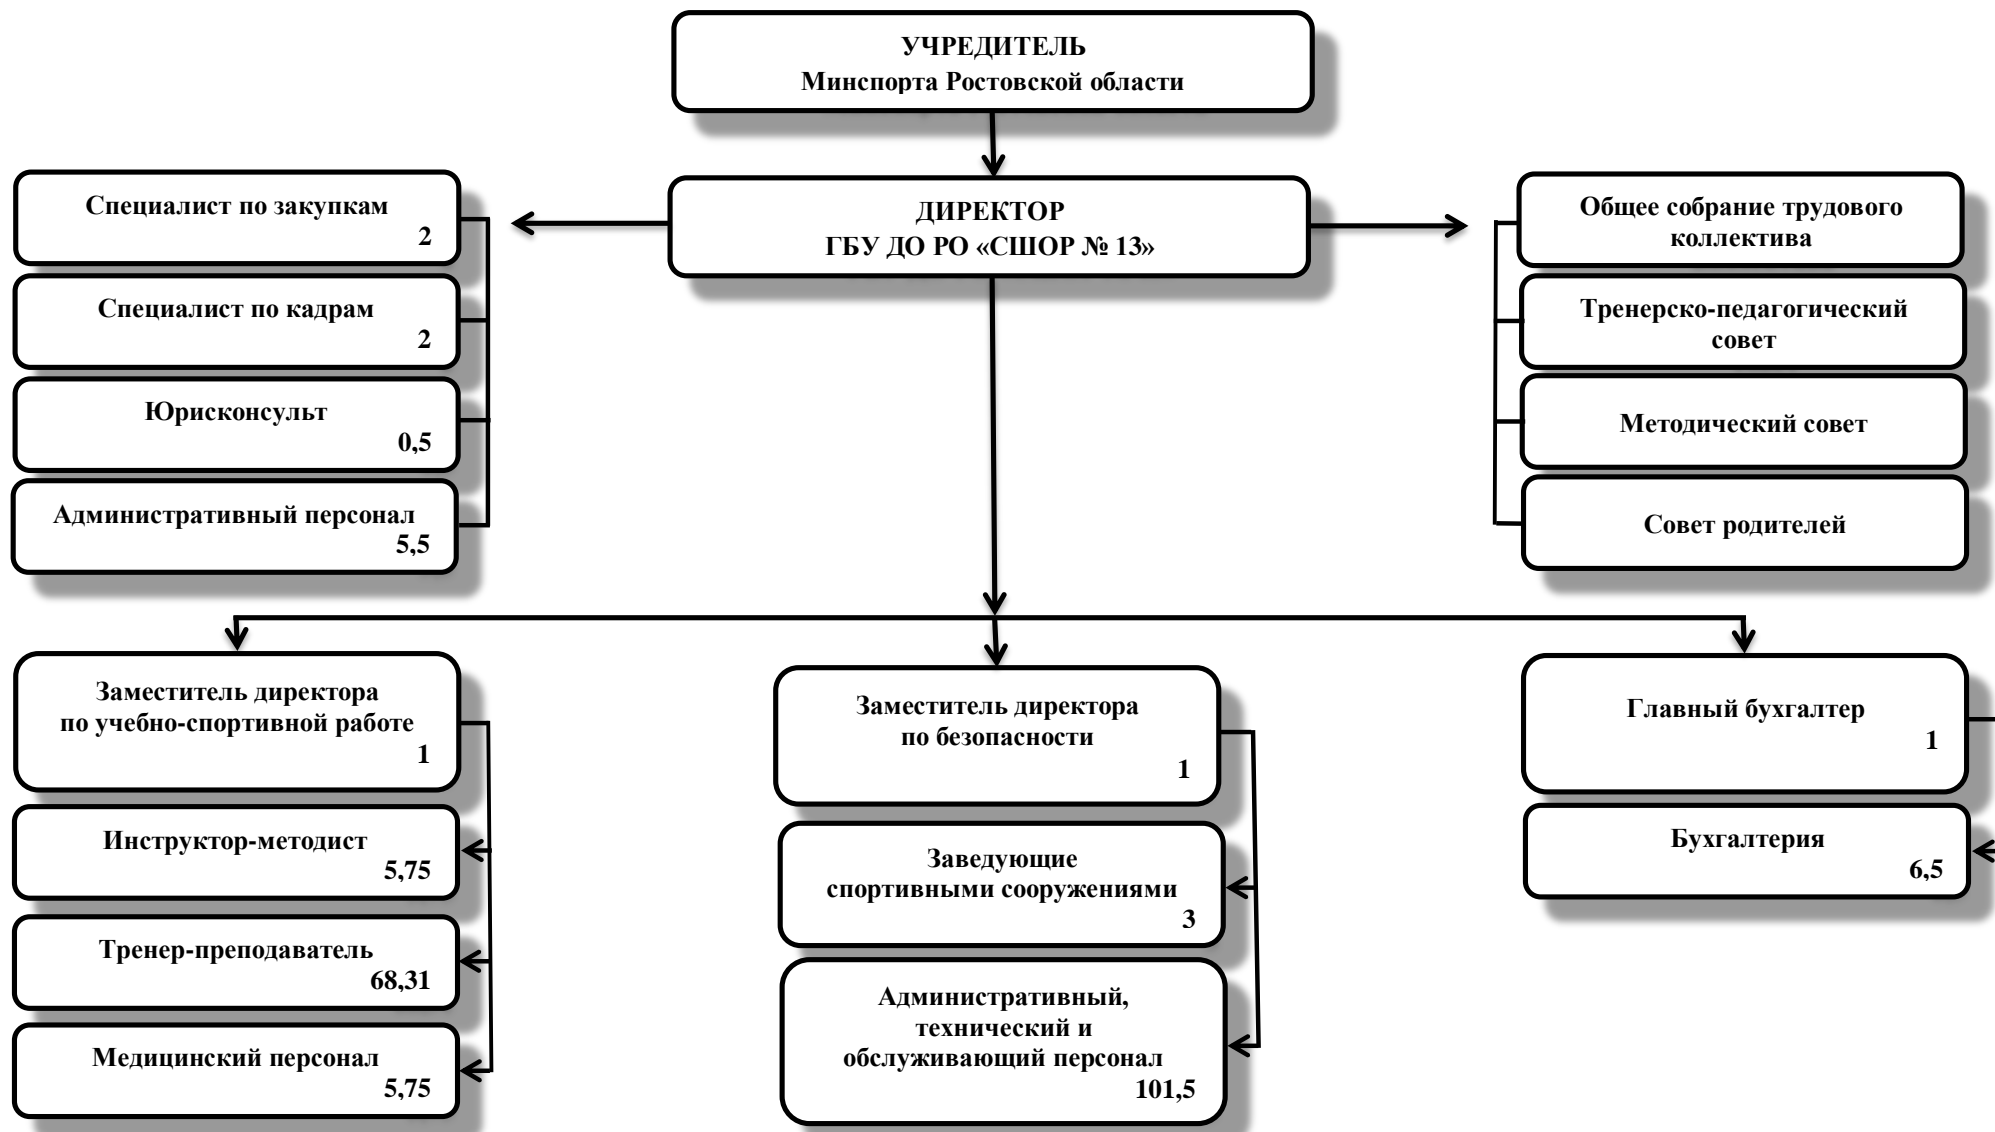 УЧРЕДИТЕЛЬ
Минспорта Ростовской области
ДИРЕКТОР
ГБУ ДО РО «СШОР № 13»
Специалист по закупкам
2
Специалист по кадрам
2
Юрисконсульт
0,5
Административный персонал
5,5
Общее собрание трудового
коллектива
Тренерско-педагогический
совет
Методический совет
Совет родителей
Заместитель директора
по учебно-спортивной работе
1
Инструктор-методист
5,75
Тренер-преподаватель
68,31
Медицинский персонал
5,75
Заместитель директора
по безопасности
1
Заведующие
спортивными сооружениями
3
Административный,
технический и
обслуживающий персонал
101,5
Главный бухгалтер
1
Бухгалтерия
6,5